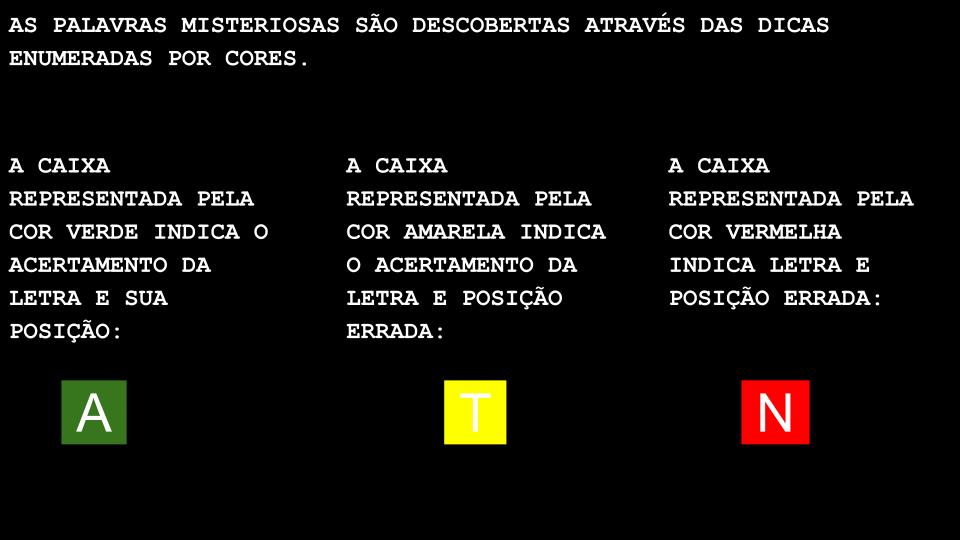 AS PALAVRAS MISTERIOSAS SÃO DESCOBERTAS ATRAVÉS DAS DICAS
ENUMERADAS POR CORES.
A CAIXA
REPRESENTADA PELA
COR VERDE INDICA O
ACERTAMENTO DA
LETRA E SUA
POSIÇÃO:
A
A CAIXA
REPRESENTADA PELA
COR AMARELA INDICA
O ACERTAMENTO DA
LETRA E POSIÇÃO
ERRADA:
T
A CAIXA
REPRESENTADA PELA
COR VERMELHA
INDICA LETRA E
POSIÇÃO ERRADA:
N